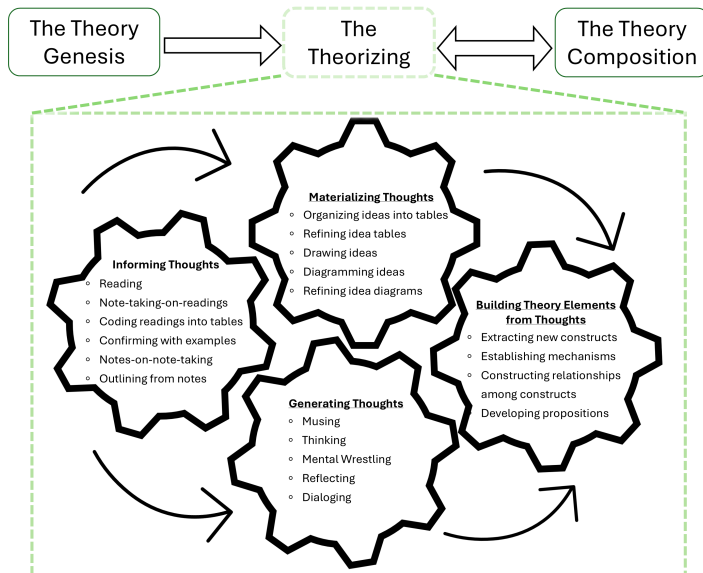 The Theory
Genesis
The
Theorizing
The Theory
Composition
Materializing Thoughts
Organizing ideas into tables
Refining idea tables
Drawing ideas
Diagramming ideas
Refining idea diagrams
Informing Thoughts
Reading
Note-taking-on-readings
Coding readings into tables
Confirming with examples
Notes-on-note-taking
Outlining from notes
Building Theory Elements
from Thoughts
Extracting new constructs
Establishing mechanisms
Constructing relationships
among constructs
Developing propositions
Generating Thoughts
Musing
Thinking
Mental Wrestling
Reflecting
Dialoging